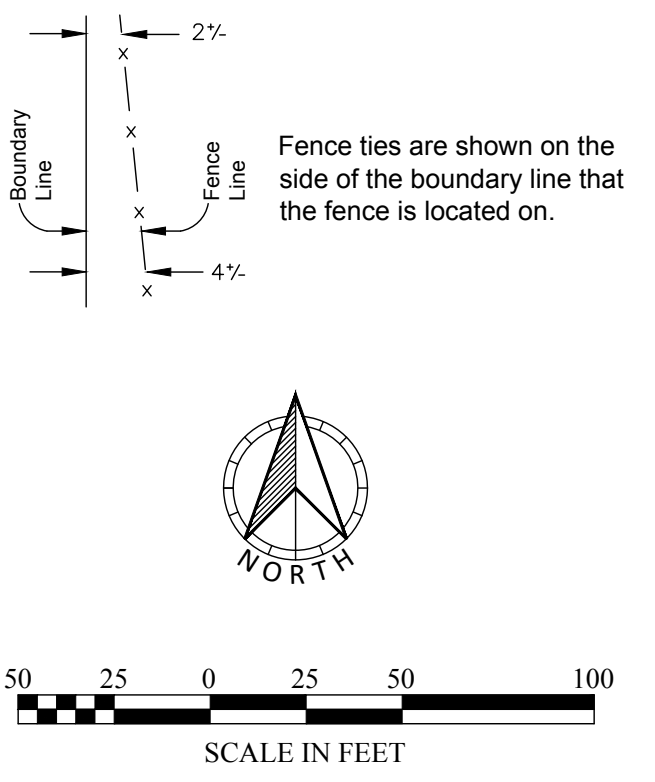 2+/-
x
x
Boundary
Line
Fence
Line
Fence ties are shown on the
side of the boundary line that
the fence is located on.
x
4+/-
x
NORTH
50 25 0 25 50 100
SCALE IN FEET